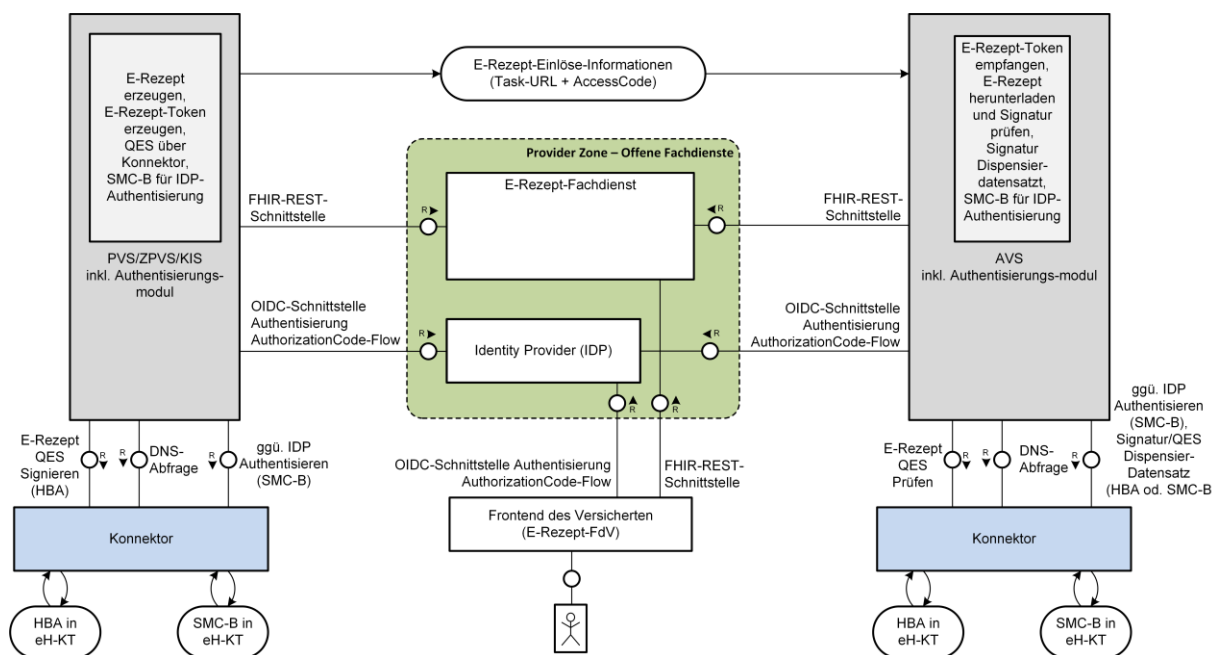 E-Rezept
erzeugen,
E-Rezept-Token
erzeugen,
QES über
Konnektor,
SMC-B für IDP-
Authentisierung
PVS/ZPVS/KIS
inkl. Authentisierungs-
modul
E-Rezept-Einlöse-Informationen
(Task-URL + AccessCode)
E-Rezept-Token
empfangen,
E-Rezept
herunterladen
und Signatur
prüfen,
Signatur
Dispensier-
datensatzt,
SMC-B für IDP-
Authentisierung
AVS
inkl. Authentisierungs-modul
Provider Zone – Offene Fachdienste
E-Rezept-Fachdienst
FHIR-REST-
Schnittstelle
R
R
FHIR-REST-
Schnittstelle
OIDC-Schnittstelle
Authentisierung
AuthorizationCode-Flow
R
Identity Provider (IDP)
R
OIDC-Schnittstelle
Authentisierung
AuthorizationCode-Flow
R
R
E-Rezept
QES
Signieren
(HBA)
R
R
DNS-
Abfrage
R
ggü. IDP
Authentisieren
(SMC-B)
OIDC-Schnittstelle Authentisierung
AuthorizationCode-Flow
FHIR-REST-
Schnittstelle
E-Rezept
QES
Prüfen
R
R
DNS-
Abfrage
R
ggü. IDP
Authentisieren
(SMC-B),
Signatur/QES
Dispensier-
Datensatz
(HBA od. SMC-B
Konnektor
Frontend des Versicherten
(E-Rezept-FdV)
Konnektor
HBA in
eH-KT
SMC-B in
eH-KT
HBA in
eH-KT
SMC-B in
eH-KT